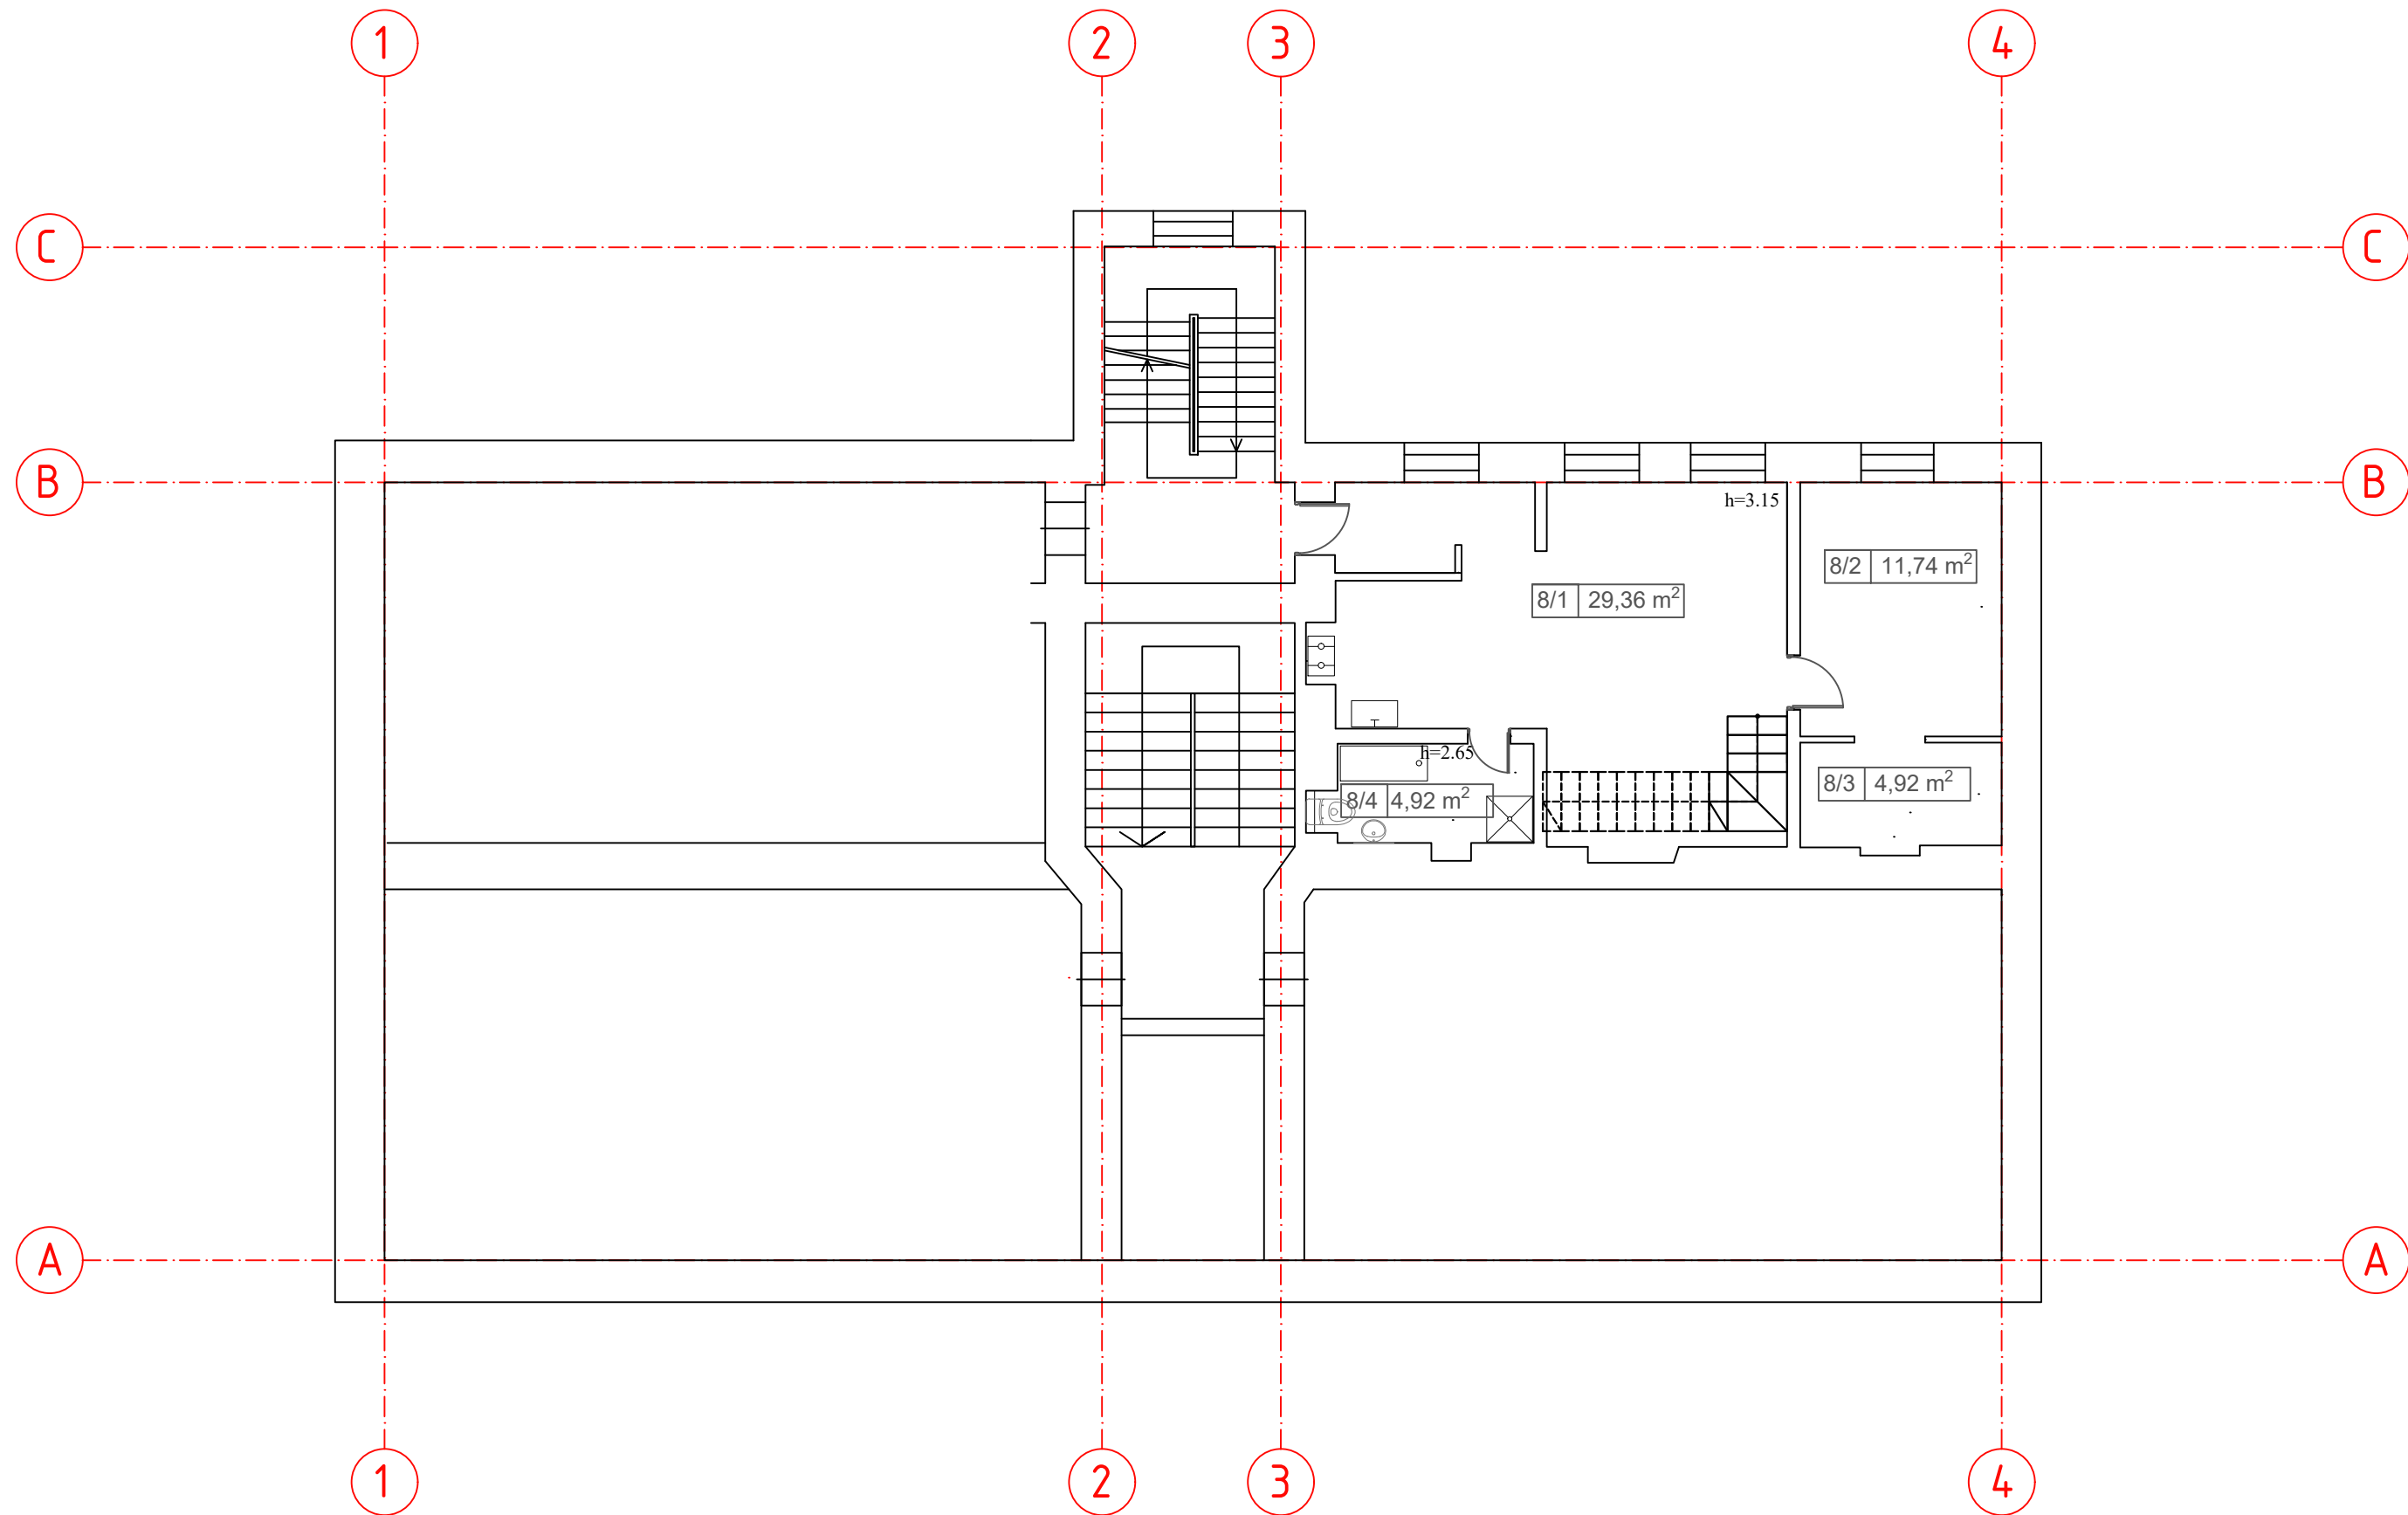 1 2 3 4
C C
B B
h=3.15
8/2 11,74 m²
8/1 29,36 m²
h=2.65
8/3 4,92 m²
8/4 4,92 m²
A A
1 2 3 4